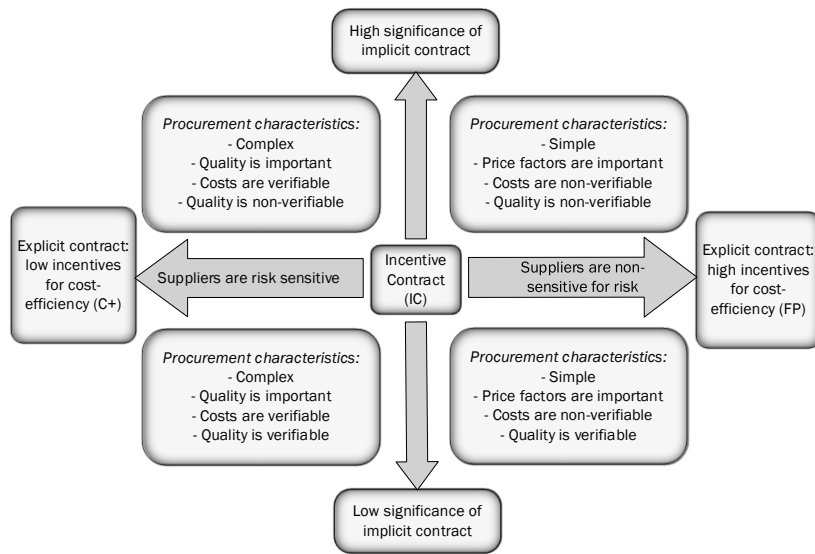 High significance of
implicit contract
Procurement characteristics:
- Complex
- Quality is important
- Costs are verifiable
- Quality is non-verifiable
Procurement characteristics:
- Simple
- Price factors are important
- Costs are non-verifiable
- Quality is non-verifiable
Explicit contract:
low incentives
for cost-
efficiency (C+)
Suppliers are risk sensitive
Incentive
Contract
(IC)
Suppliers are non-
sensitive for risk
Explicit contract:
high incentives
for cost-
efficiency (FP)
Procurement characteristics:
- Complex
- Quality is important
- Costs are verifiable
- Quality is verifiable
Procurement characteristics:
- Simple
- Price factors are important
- Costs are non-verifiable
- Quality is verifiable
Low significance of
implicit contract